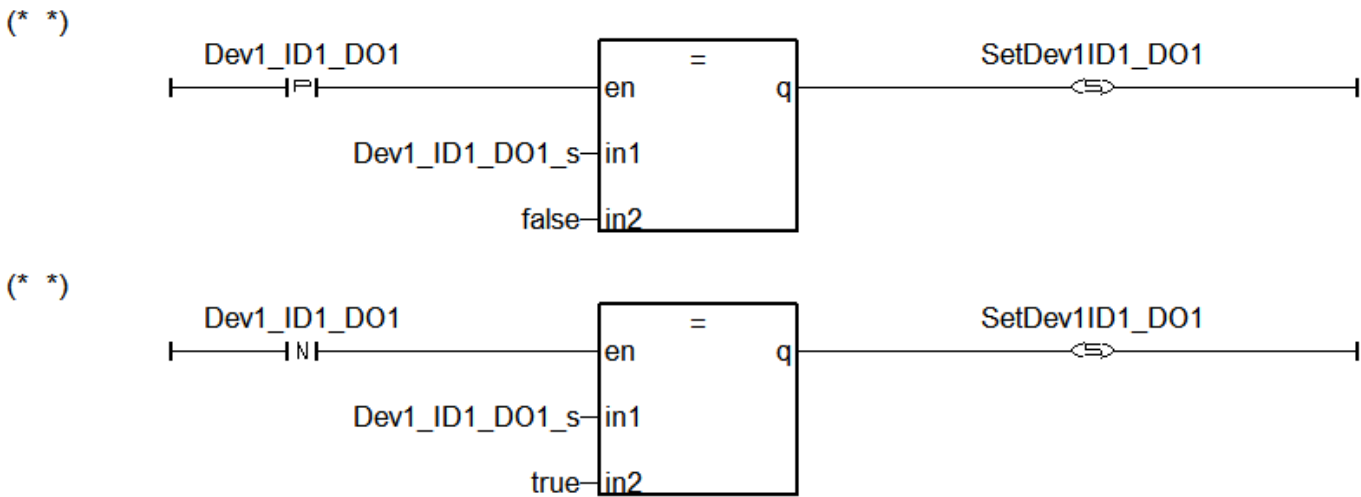 (* *)
Dev1_ID1_DO1 = SetDev1ID1_DO1
P en q S
Dev1_ID1_DO1_s in1
false in2
(* *)
Dev1_ID1_DO1 = SetDev1ID1_DO1
N en q S
Dev1_ID1_DO1_s in1
true in2